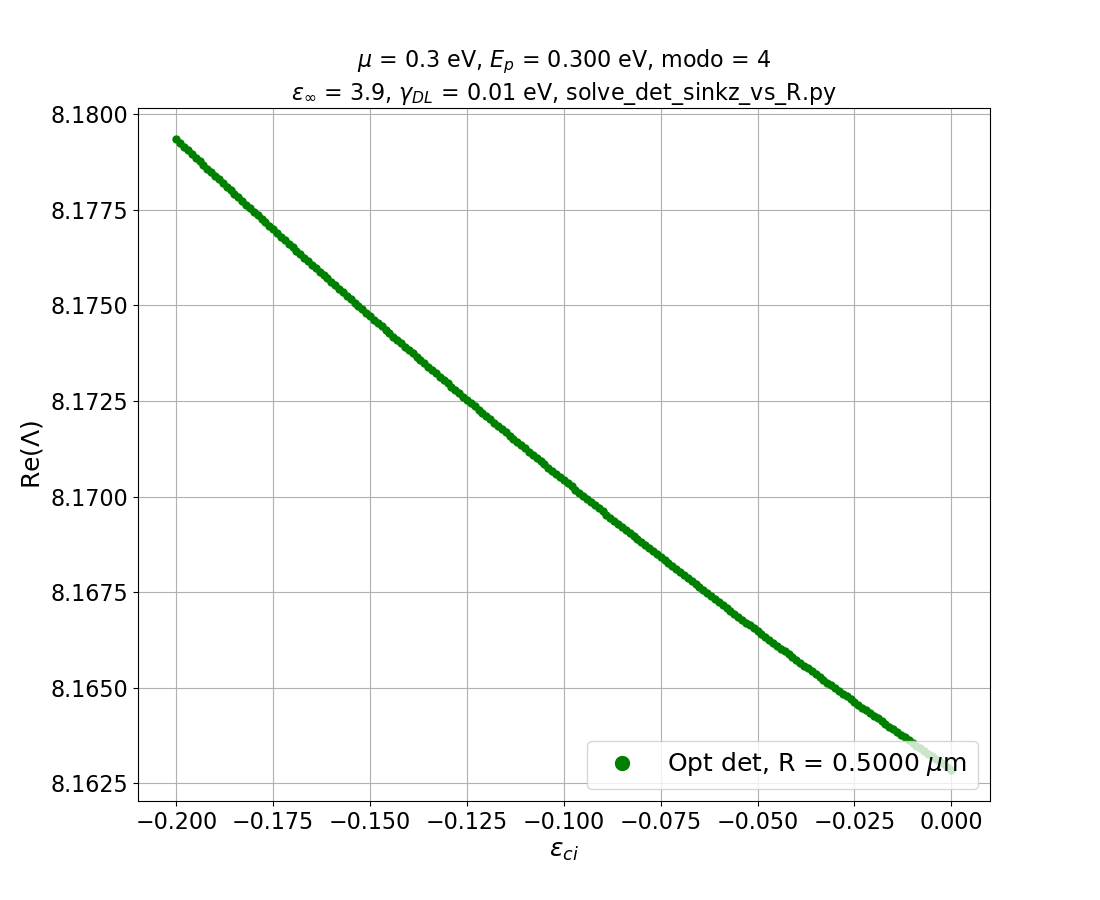 μ = 0.3 eV, E_p = 0.300 eV, modo = 4
ε_∞ = 3.9, γ_DL = 0.01 eV, solve_det_sinkz_vs_R.py
8.1800
8.1775
8.1750
8.1725
8.1700
8.1675
8.1650
8.1625
Re(Λ)
Opt det, R = 0.5000 μm
−0.200 −0.175 −0.150 −0.125 −0.100 −0.075 −0.050 −0.025 0.000
ε_ci